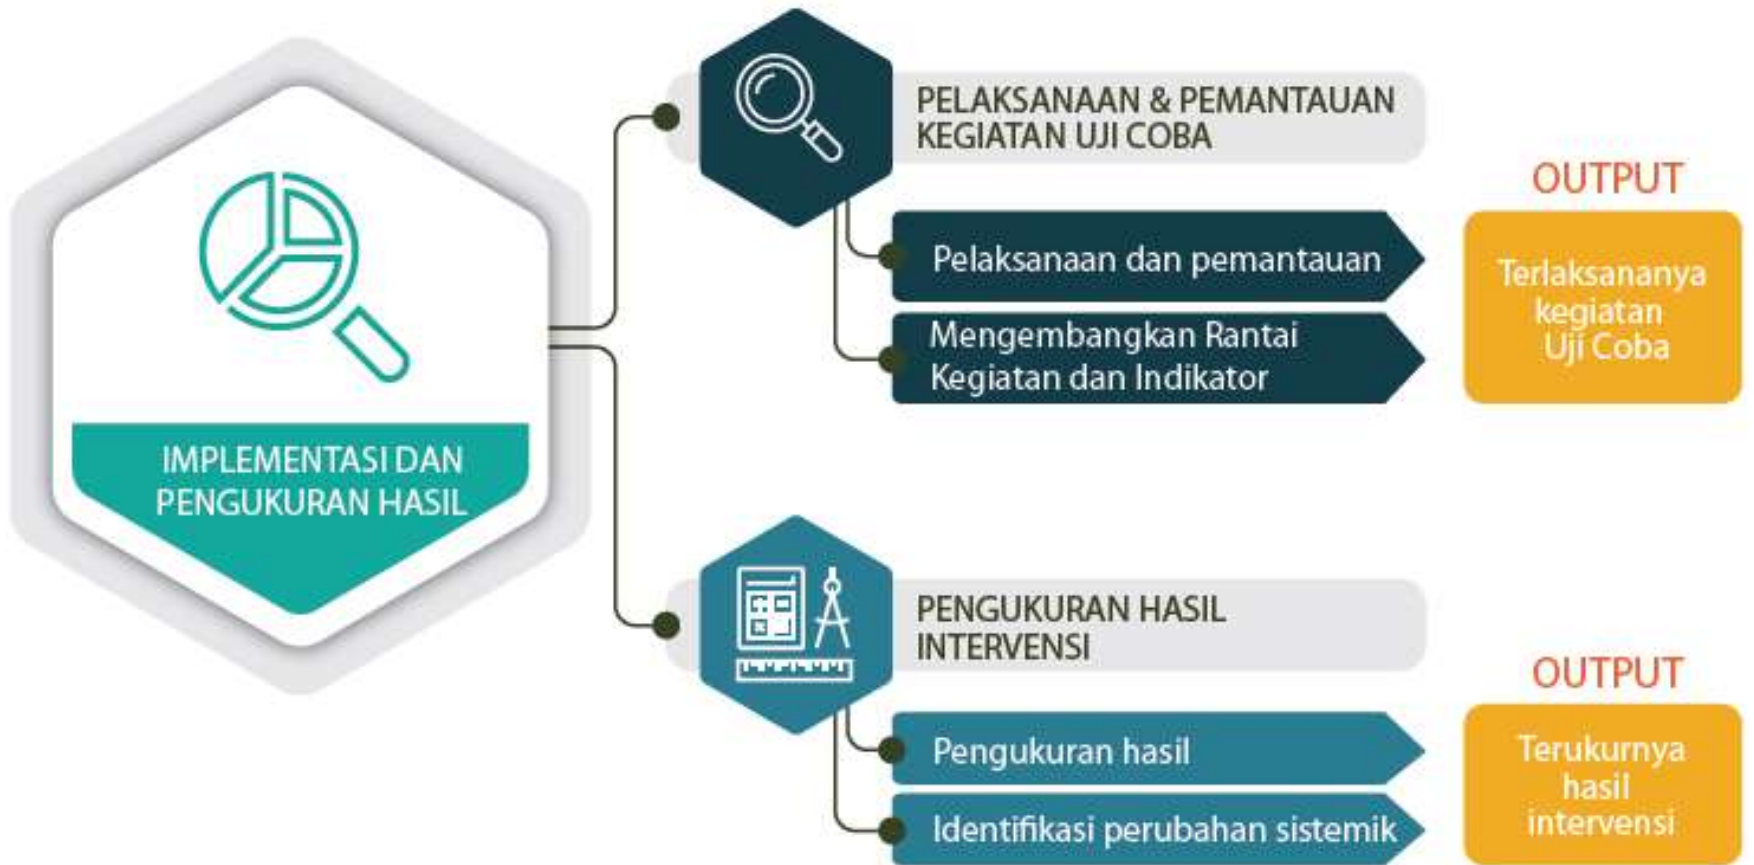 IMPLEMENTASI DAN
PENGUKURAN HASIL
PELAKSANAAN & PEMANTAUAN
KEGIATAN UJI COBA
Pelaksanaan dan pemantauan
Mengembangkan Rantai
Kegiatan dan Indikator
OUTPUT
Terlaksananya
kegiatan
Uji Coba
PENGUKURAN HASIL
INTERVENSI
Pengukuran hasil
Identifikasi perubahan sistemik
OUTPUT
Terukurnya
hasil
intervensi